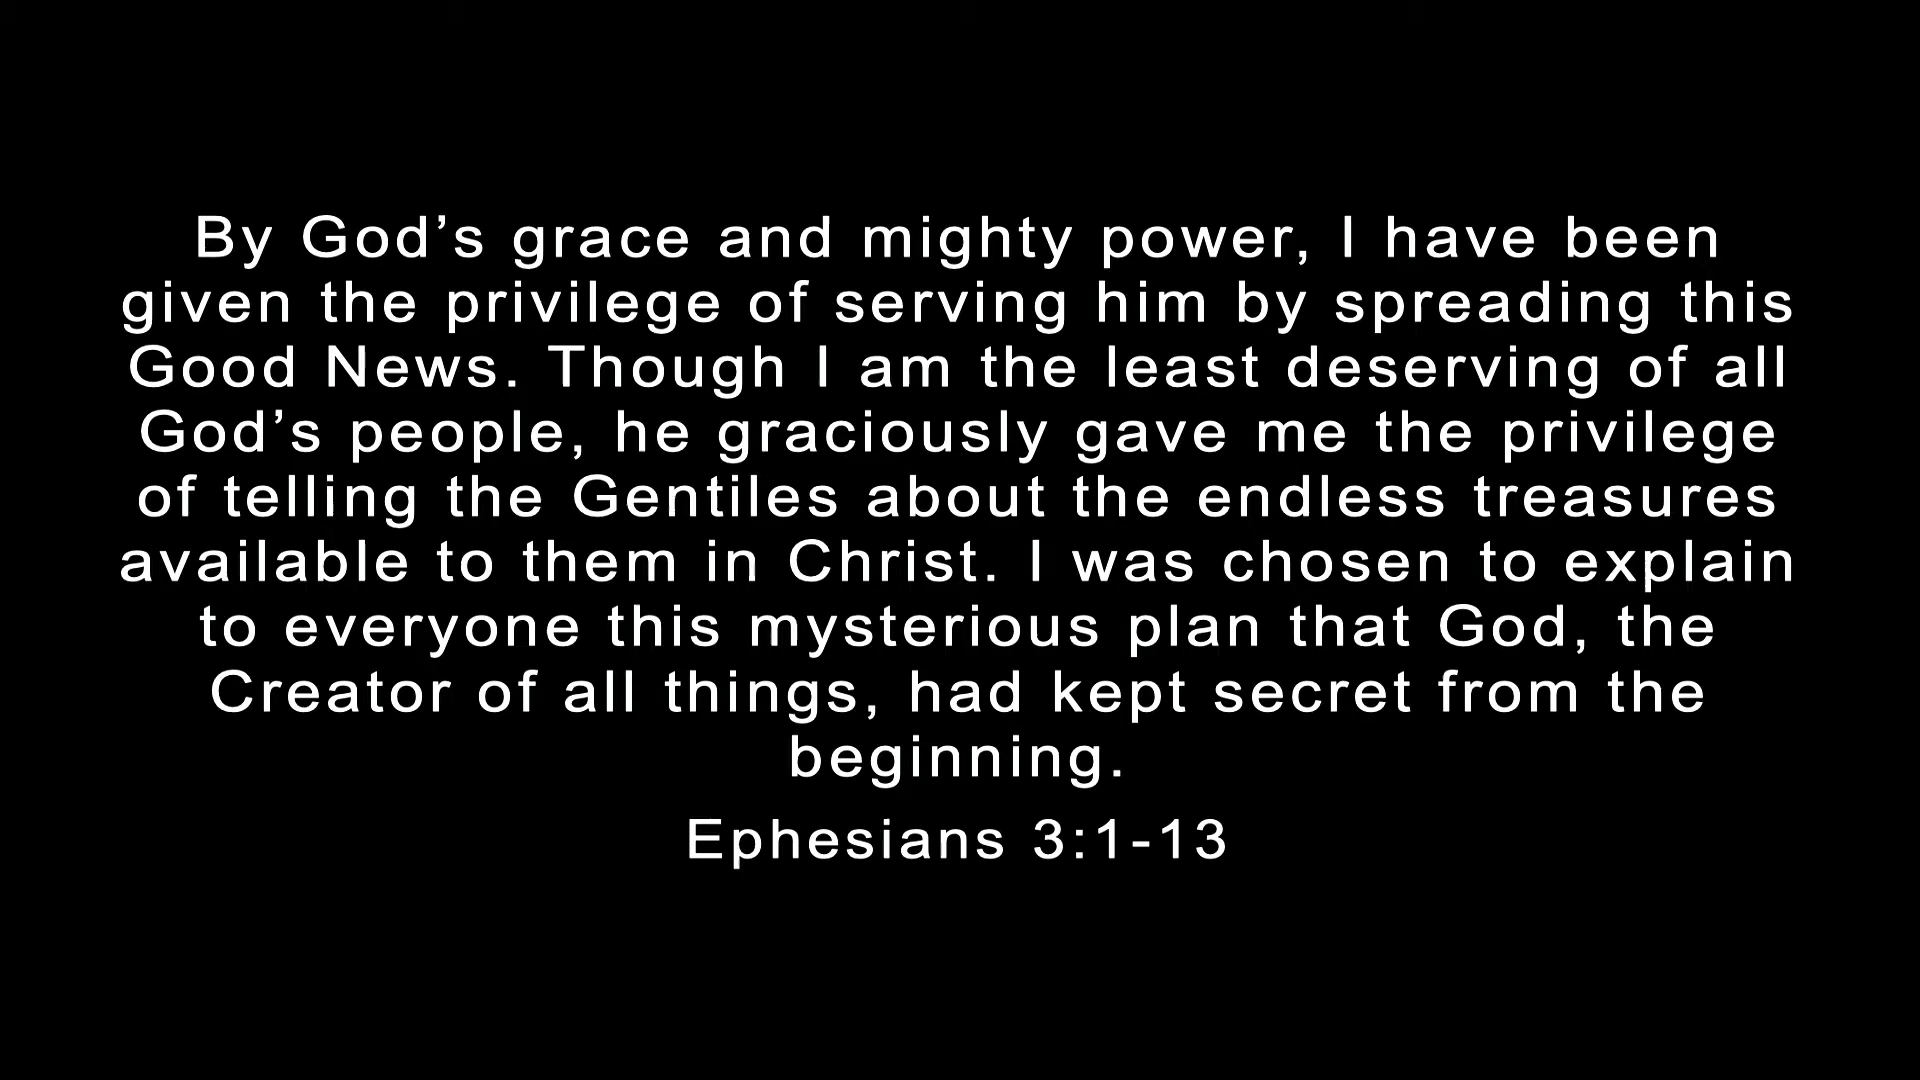 By God’s grace and mighty power, I have been
given the privilege of serving him by spreading this
Good News. Though I am the least deserving of all
God’s people, he graciously gave me the privilege
of telling the Gentiles about the endless treasures
available to them in Christ. I was chosen to explain
to everyone this mysterious plan that God, the
Creator of all things, had kept secret from the
beginning.
Ephesians 3:1-13